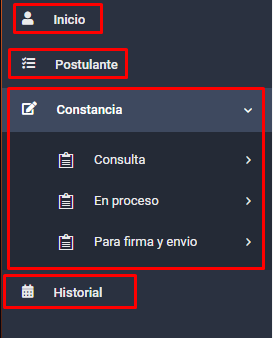 Inicio
Postulante
Constancia
Consulta
En proceso
Para firma y envio
Historial